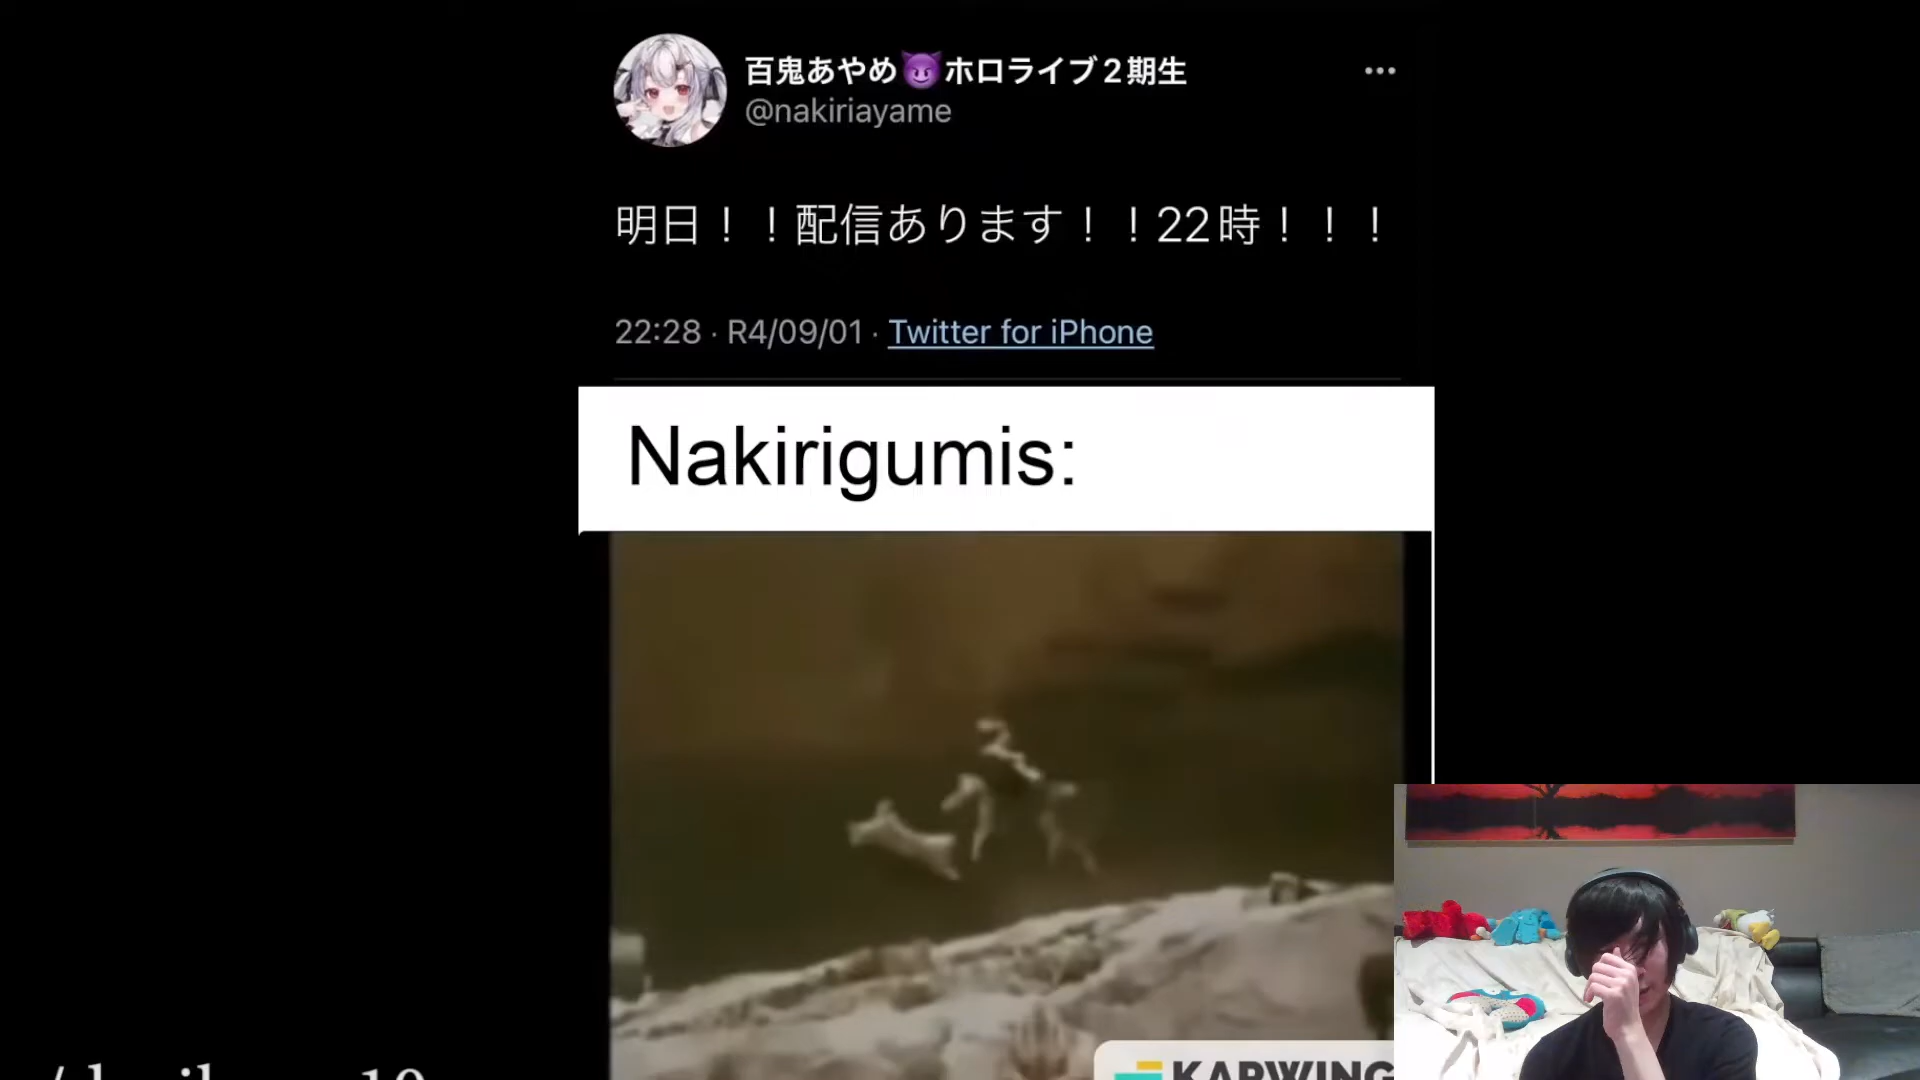 百鬼あやめ😈ホロライブ2期生
@nakiriayame
明日！！配信あります！！22時！！！
22:28 · R4/09/01 · Twitter for iPhone
Nakirigumis:
KAPWING